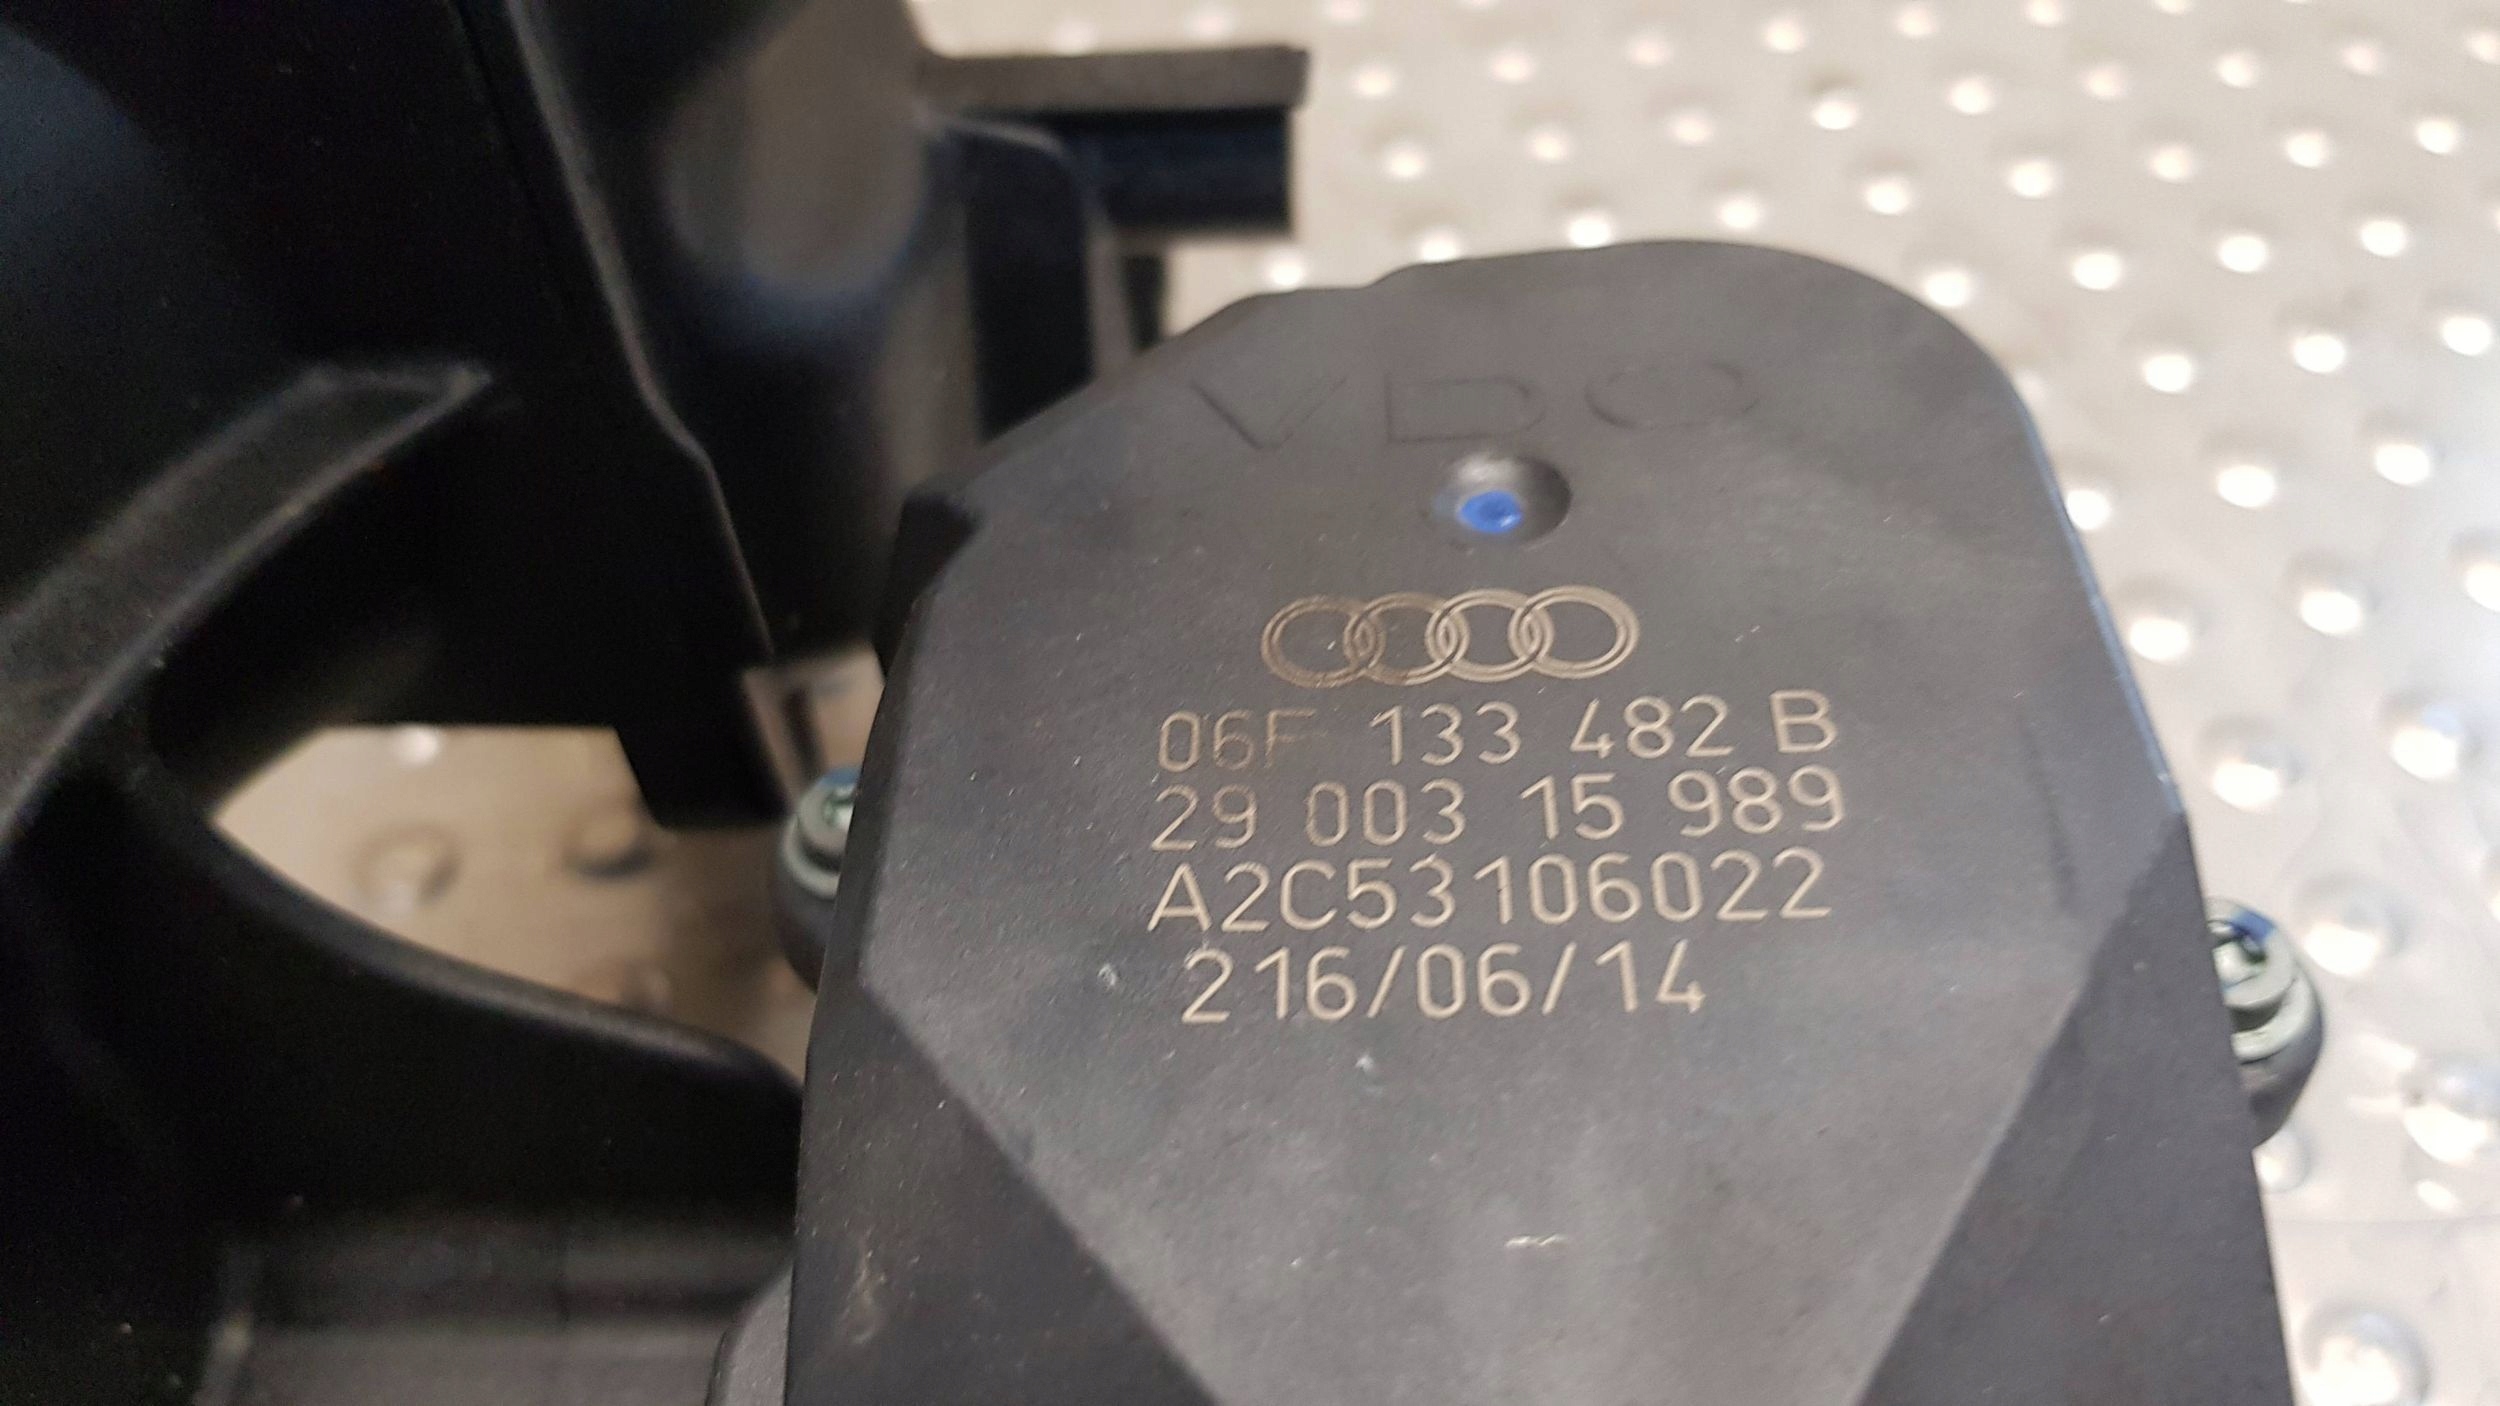 VDO
06F 133 482 B
29 003 15 989
A2C53106022
216/06/14